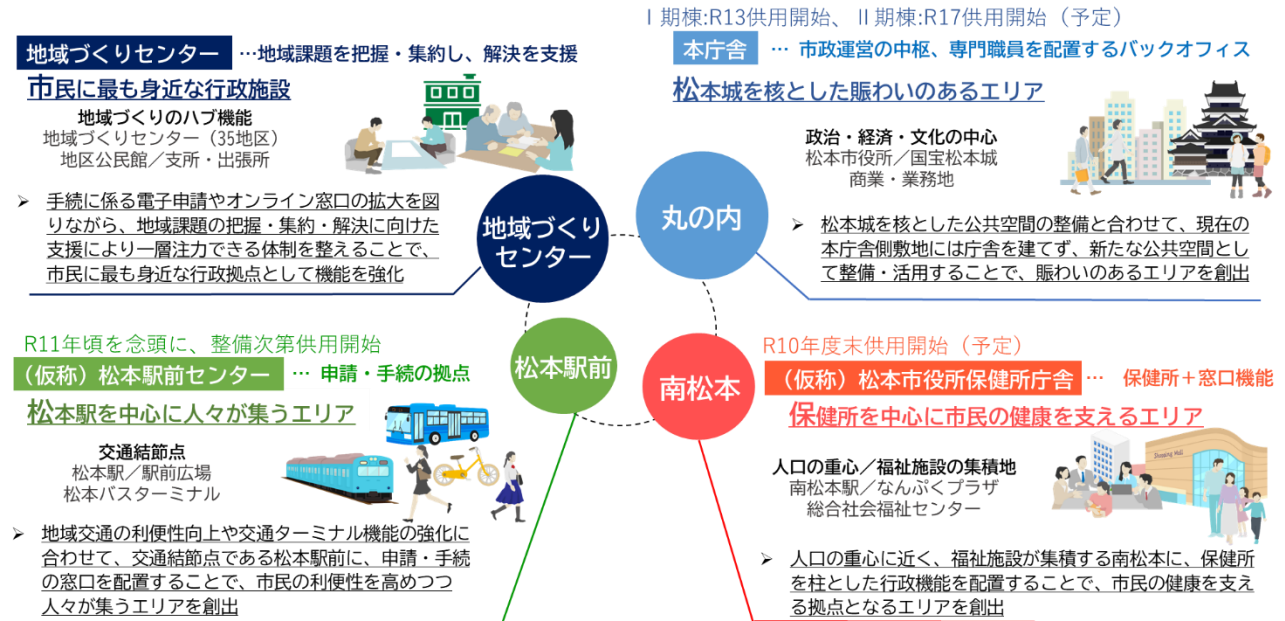 地域づくりセンター …地域課題を把握・集約し、解決を支援
市民に最も身近な行政施設
地域づくりのハブ機能
地域づくりセンター（35地区）
地区公民館／支所・出張所
➢ 手続に係る電子申請やオンライン窓口の拡大を図
りながら、地域課題の把握・集約・解決に向けた
支援により一層注力できる体制を整えることで、
市民に最も身近な行政拠点として機能を強化
Ⅰ期棟:R13供用開始、Ⅱ期棟:R17供用開始（予定）
本庁舎 … 市政運営の中枢、専門職員を配置するバックオフィス
松本城を核とした賑わいのあるエリア
政治・経済・文化の中心
松本市役所／国宝松本城
商業・業務地
➢ 松本城を核とした公共空間の整備と合わせて、現在の
本庁舎側敷地には庁舎を建てず、新たな公共空間とし
て整備・活用することで、賑わいのあるエリアを創出
地域づくり
センター
丸の内
松本駅前
南松本
R11年頃を念頭に、整備次第供用開始
（仮称）松本駅前センター … 申請・手続の拠点
松本駅を中心に人々が集うエリア
交通結節点
松本駅／駅前広場
松本バスターミナル
➢ 地域交通の利便性向上や交通ターミナル機能の強化に
合わせて、交通結節点である松本駅前に、申請・手続
の窓口を配置することで、市民の利便性を高めつつ
人々が集うエリアを創出
R10年度末供用開始（予定）
（仮称）松本市役所保健所庁舎 … 保健所＋窓口機能
保健所を中心に市民の健康を支えるエリア
人口の重心／福祉施設の集積地
南松本駅／なんぷくプラザ
総合社会福祉センター
Shopping Mall
➢ 人口の重心に近く、福祉施設が集積する南松本に、保健所
を柱とした行政機能を配置することで、市民の健康を支え
る拠点となるエリアを創出